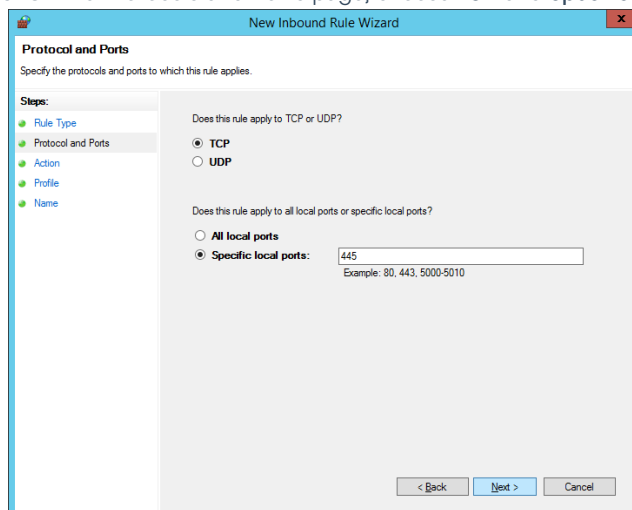 New Inbound Rule Wizard
x
Protocol and Ports
Specify the protocols and ports to which this rule applies.
Steps:
Rule Type
Protocol and Ports
Action
Profile
Name
Does this rule apply to TCP or UDP?
TCP
UDP
Does this rule apply to all local ports or specific local ports?
All local ports
Specific local ports:
445
Example: 80, 443, 5000-5010
< Back
Next >
Cancel